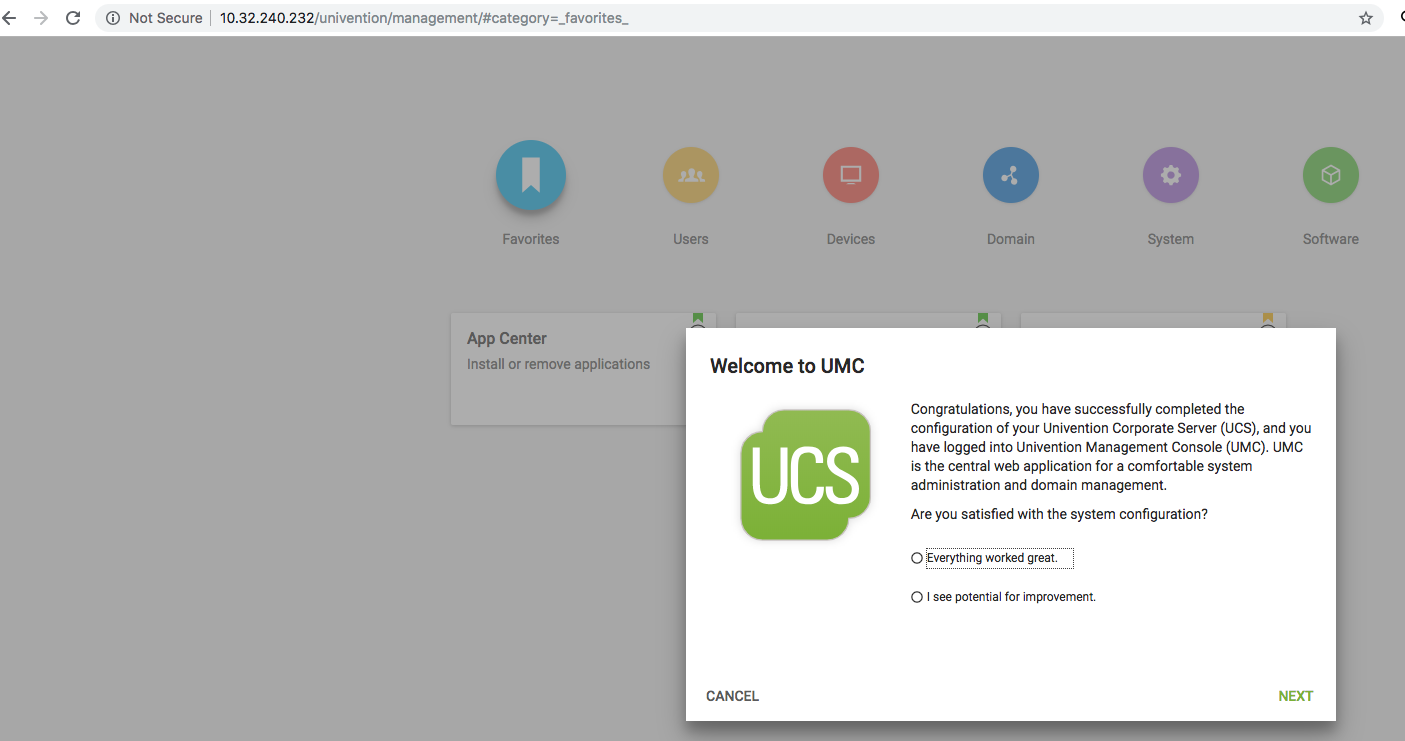 Not Secure | 10.32.240.232/univention/management/#category=_favorites_
Favorites
Users
Devices
Domain
System
Software
App Center
Install or remove applications
Welcome to UMC
UCS
Congratulations, you have successfully completed the
configuration of your Univention Corporate Server (UCS), and you
have logged into Univention Management Console (UMC). UMC
is the central web application for a comfortable system
administration and domain management.
Are you satisfied with the system configuration?
Everything worked great.
I see potential for improvement.
CANCEL
NEXT